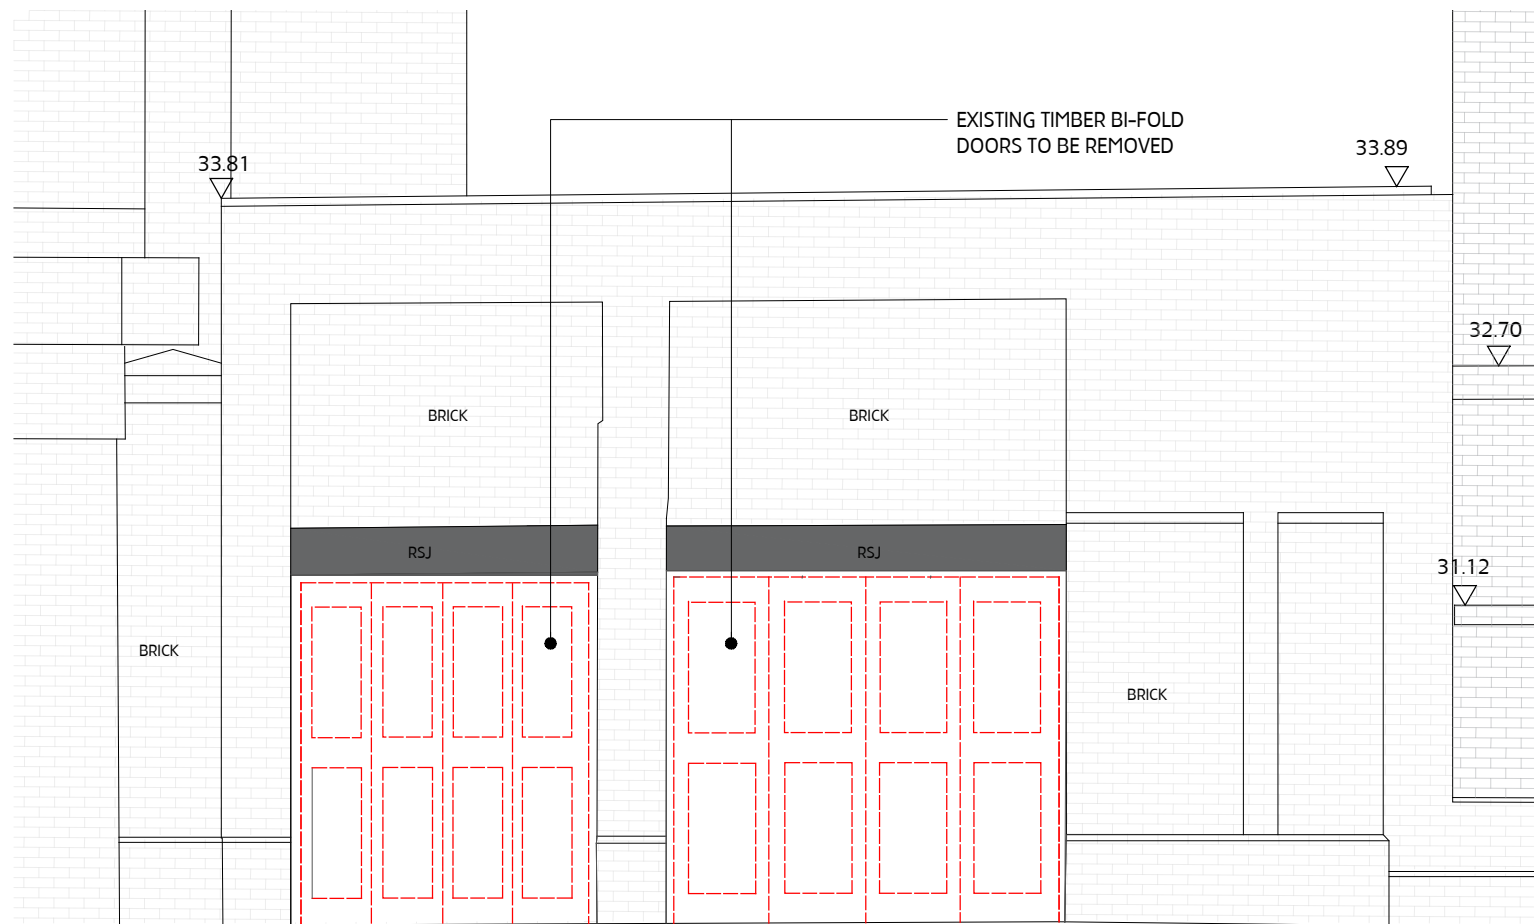 EXISTING TIMBER BI-FOLD
DOORS TO BE REMOVED
33.81
33.89
32.70
BRICK
BRICK
RSJ
RSJ
31.12
BRICK
BRICK